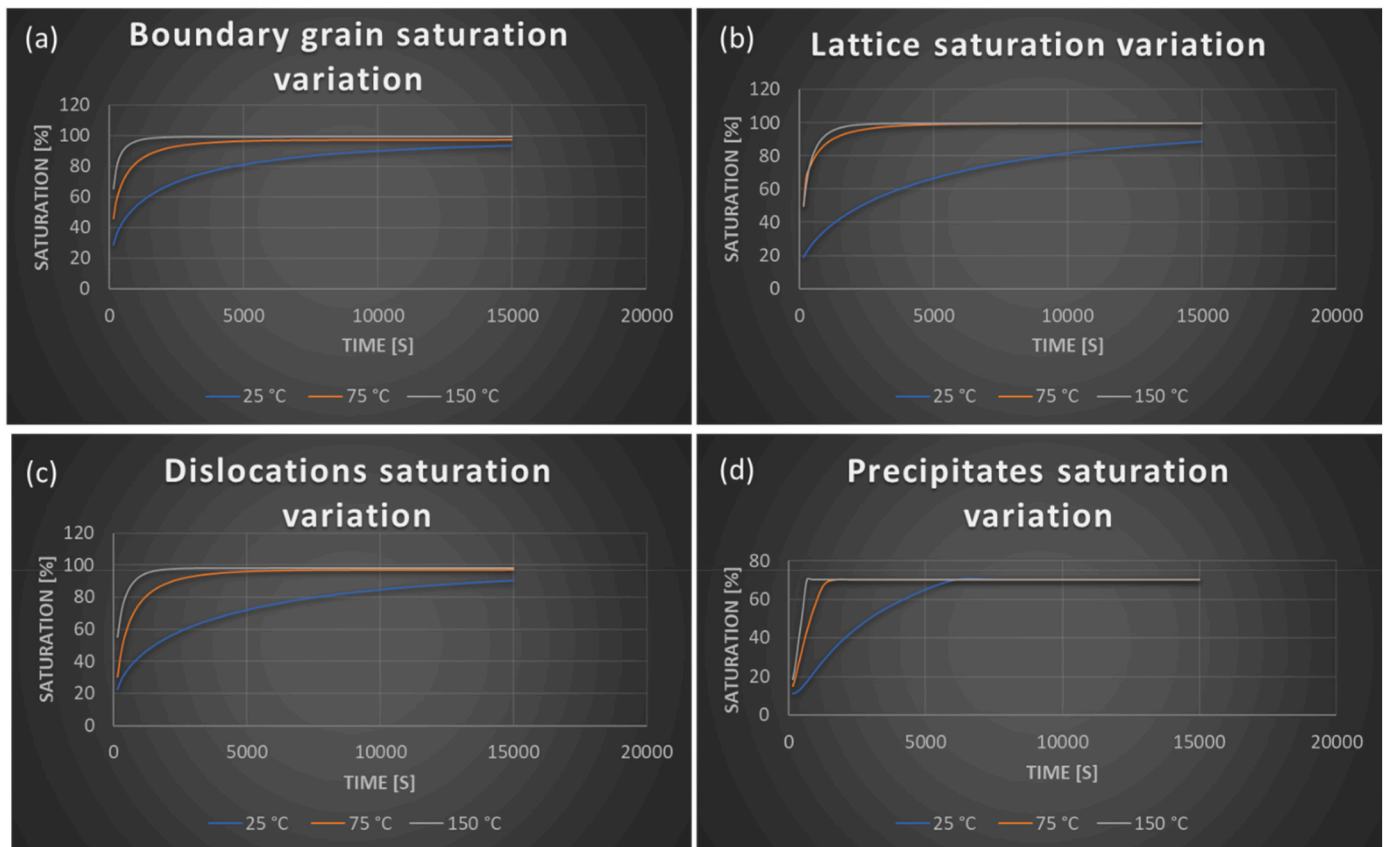 (a)
Boundary grain saturation
variation
SATURATION [%]
120
100
80
60
40
20
0
0 5000 10000 15000 20000
TIME [S]
25 °C 75 °C 150 °C
(b)
Lattice saturation variation
SATURATION [%]
120
100
80
60
40
20
0
0 5000 10000 15000 20000
TIME [S]
25 °C 75 °C 150 °C
(c)
Dislocations saturation
variation
SATURATION [%]
120
100
80
60
40
20
0
0 5000 10000 15000 20000
TIME [S]
25 °C 75 °C 150 °C
(d)
Precipitates saturation
variation
SATURATION [%]
80
60
40
20
0
0 5000 10000 15000 20000
TIME [S]
25 °C 75 °C 150 °C